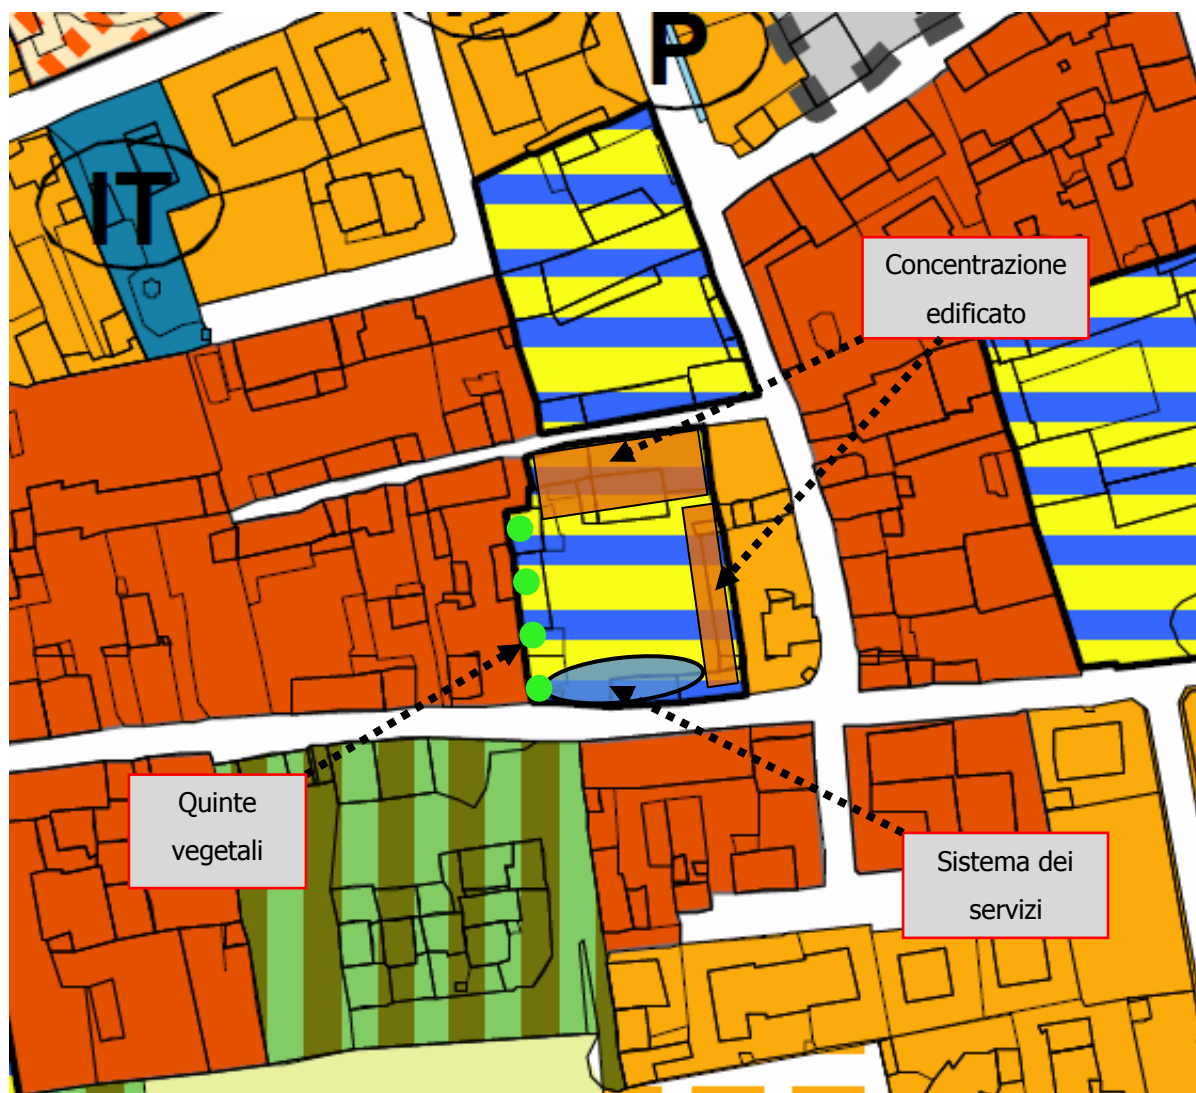 P
IT
Concentrazione
edificato
Quinte
vegetali
Sistema dei
servizi